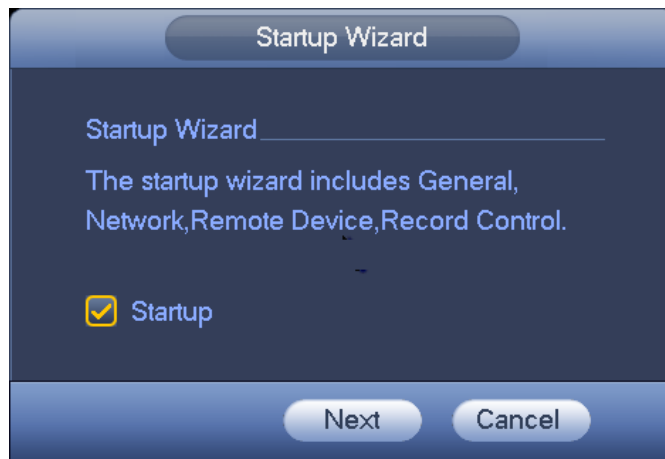 Startup Wizard
Startup Wizard
The startup wizard includes General,
Network,Remote Device,Record Control.
Startup
Next Cancel